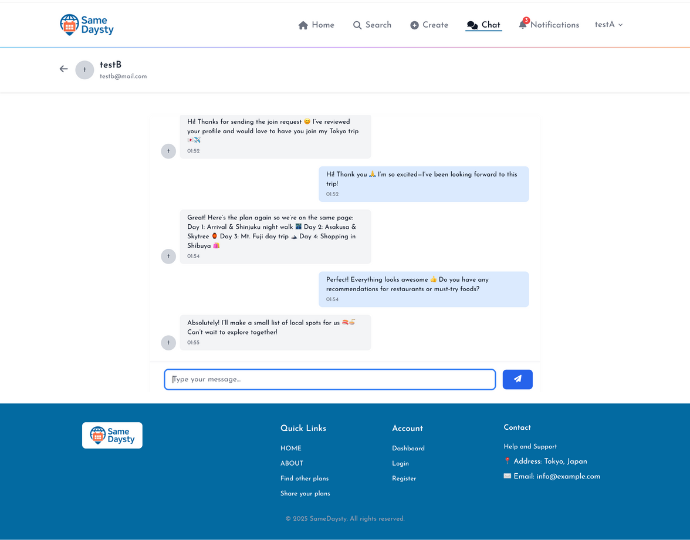 Same
Daysty
Home
Search
Create
Chat
3
Notifications
testA
t
testB
testb@mail.com
Hi! Thanks for sending the join request 😊 I've reviewed
your profile and would love to have you join my Tokyo trip
🇯🇵✈️
01:52
t
Hi! Thank you 🙏 I'm so excited—I've been looking forward to this
trip!
01:53
Great! Here's the plan again so we're on the same page:
Day 1: Arrival & Shinjuku night walk 🌃 Day 2: Asakusa &
Skytree 🏮 Day 3: Mt. Fuji day trip 🗻 Day 4: Shopping in
Shibuya 🛍️
01:54
t
Perfect! Everything looks awesome 👍 Do you have any
recommendations for restaurants or must-try foods?
01:54
Absolutely! I'll make a small list of local spots for us 🍣🍜
Can't wait to explore together!
01:55
t
Type your message...
Same
Daysty
Quick Links
HOME
ABOUT
Find other plans
Share your plans
Account
Dashboard
Login
Register
Contact
Help and Support
📍 Address: Tokyo, Japan
✉️ Email: info@example.com
© 2025 SameDaysty. All rights reserved.